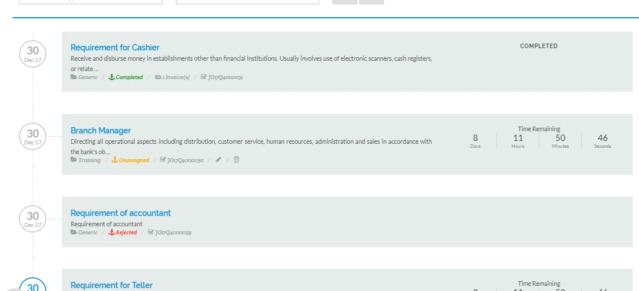 30
Dec 17
Requirement for Cashier
Receive and disburse money in establishments other than financial institutions. Usually involves use of electronic scanners, cash registers,
or relate ...
Generic / Completed / 1 Invoice(s) /
COMPLETED
30
Dec 17
Branch Manager
Directing all operational aspects including distribution, customer service, human resources, administration and sales in accordance with
the bank's ob...
Training / Unassigned /
Time Remaining
8 11 50 46
Days Hours Minutes Seconds
30
Dec 17
Requirement of accountant
Requirement of accountant
Generic / Rejected /
30
Requirement for Teller
Time Remaining